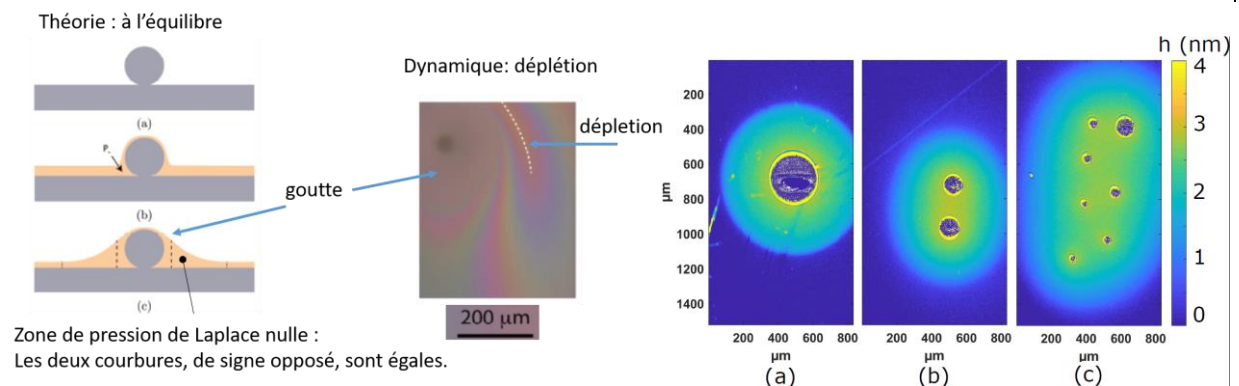 Théorie : à l’équilibre
(a)
(b)
(c)
goutte
Zone de pression de Laplace nulle :
Les deux courbures, de signe opposé, sont égales.
Dynamique: déplétion
dépletion
200 µm
h (nm)
4
3
2
1
0
200
400
600
800
1000
1200
1400
µm
200 400 600 800
µm
(a)
200 400 600 800
µm
(b)
200 400 600 800
µm
(c)